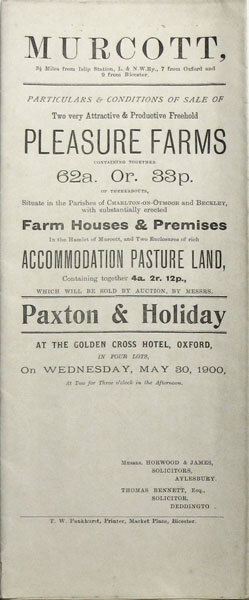 MURCOTT,
3½ Miles from Islip Station, L. & N.W.Ry., 7 from Oxford and
9 from Bicester.
PARTICULARS & CONDITIONS OF SALE OF
Two very Attractive & Productive Freehold
PLEASURE FARMS
CONTAINING TOGETHER
62a. 0r. 33p.
OR THEREABOUTS,
Situate in the Parishes of CHARLTON-ON-OTMOOR and BECKLEY,
with substantially erected
Farm Houses & Premises
In the Hamlet of Murcott, and Two Enclosures of rich
ACCOMMODATION PASTURE LAND,
Containing together 4a. 2r. 12p.,
WHICH WILL BE SOLD BY AUCTION, BY MESSRS.
Paxton & Holiday
AT THE GOLDEN CROSS HOTEL, OXFORD,
IN FOUR LOTS,
On WEDNESDAY, MAY 30, 1900,
At Two for Three o'clock in the Afternoon.
MESSRS. HORWOOD & JAMES,
SOLICITORS,
AYLESBURY.
THOMAS BENNETT, Esq.,
SOLICITOR,
DEDDINGTO
T. W. Pankhurst, Printer, Market Place, Bicester.